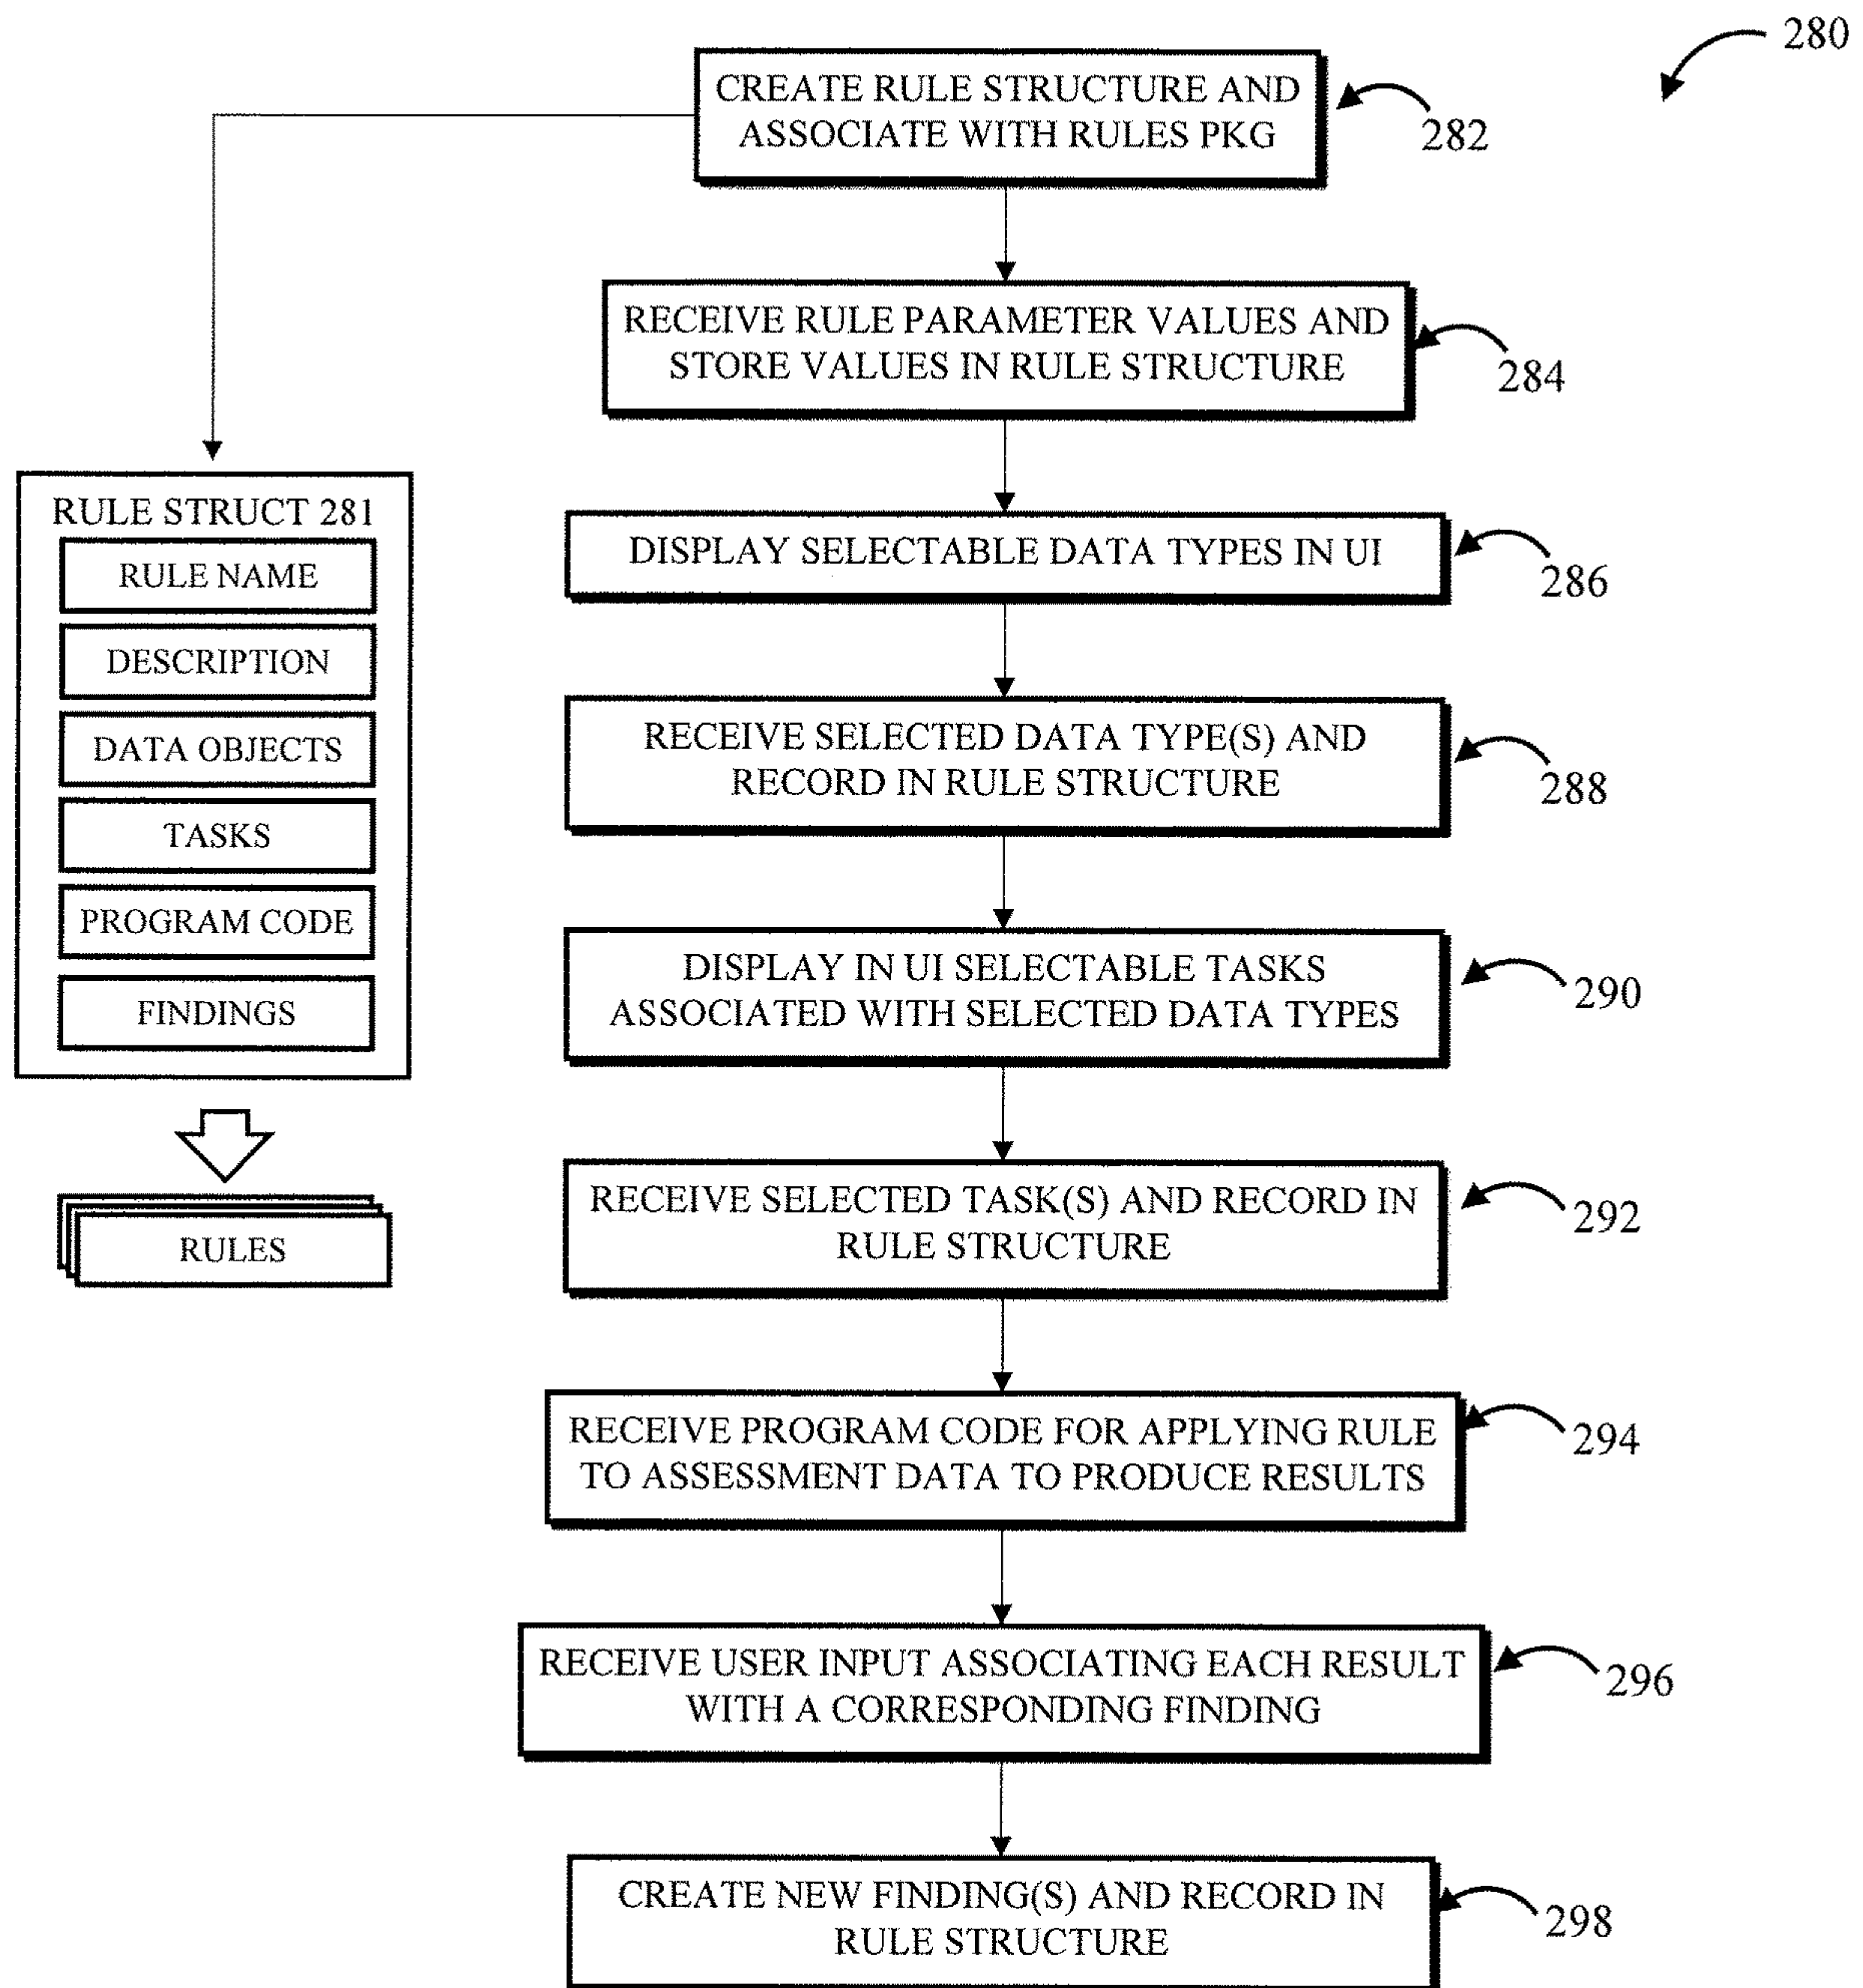 280
CREATE RULE STRUCTURE AND
ASSOCIATE WITH RULES PKG
282
RECEIVE RULE PARAMETER VALUES AND
STORE VALUES IN RULE STRUCTURE
284
RULE STRUCT 281
RULE NAME
DESCRIPTION
DATA OBJECTS
TASKS
PROGRAM CODE
FINDINGS
RULES
DISPLAY SELECTABLE DATA TYPES IN UI
286
RECEIVE SELECTED DATA TYPE(S) AND
RECORD IN RULE STRUCTURE
288
DISPLAY IN UI SELECTABLE TASKS
ASSOCIATED WITH SELECTED DATA TYPES
290
RECEIVE SELECTED TASK(S) AND RECORD IN
RULE STRUCTURE
292
RECEIVE PROGRAM CODE FOR APPLYING RULE
TO ASSESSMENT DATA TO PRODUCE RESULTS
294
RECEIVE USER INPUT ASSOCIATING EACH RESULT
WITH A CORRESPONDING FINDING
296
CREATE NEW FINDING(S) AND RECORD IN
RULE STRUCTURE
298